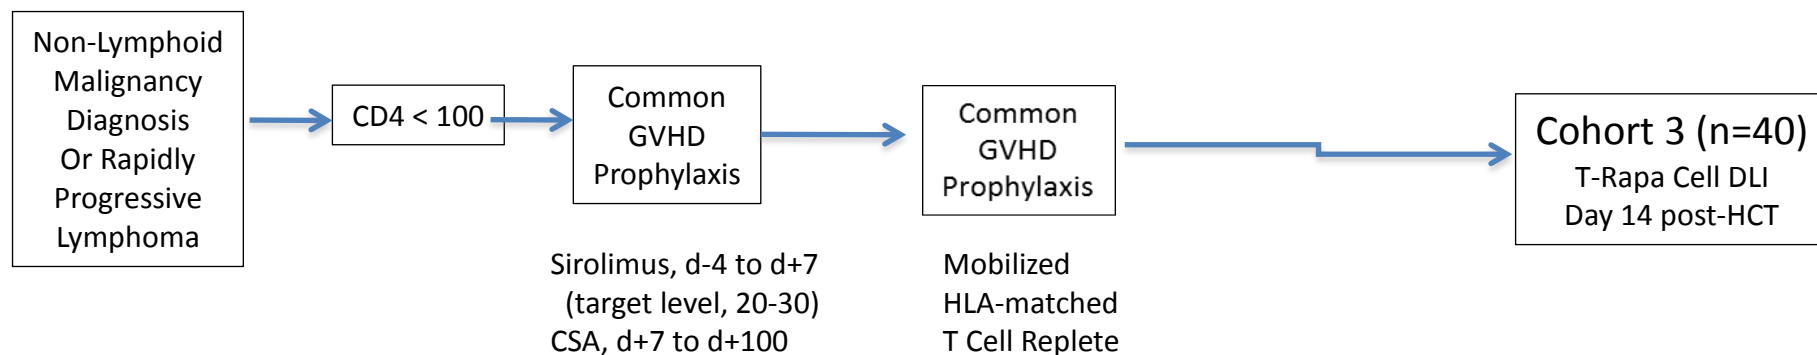 Non-Lymphoid
Malignancy
Diagnosis
Or Rapidly
Progressive
Lymphoma
CD4 < 100
Common
GVHD
Prophylaxis
Sirolimus, d-4 to d+7
(target level, 20-30)
CSA, d+7 to d+100
Common
GVHD
Prophylaxis
Mobilized
HLA-matched
T Cell Replete
Cohort 3 (n=40)
T-Rapa Cell DLI
Day 14 post-HCT